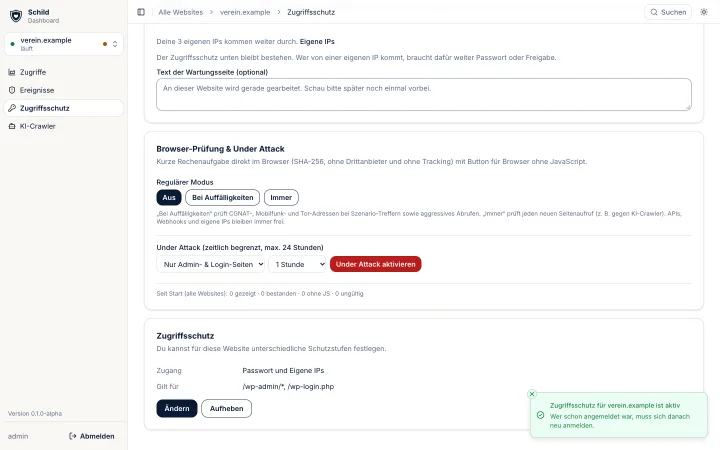 Schild
Dashboard
Alle Websites > verein.example > Zugriffsschutz
Suchen
verein.example
läuft
Zugriffe
Ereignisse
Zugriffsschutz
KI-Crawler
Deine 3 eigenen IPs kommen weiter durch. Eigene IPs
Der Zugriffsschutz unten bleibt bestehen. Wer von einer eigenen IP kommt, braucht dafür weiter Passwort oder Freigabe.
Text der Wartungsseite (optional)
An dieser Website wird gerade gearbeitet. Schau bitte später noch einmal vorbei.
Browser-Prüfung & Under Attack
Kurze Rechenaufgabe direkt im Browser (SHA-256, ohne Drittanbieter und ohne Tracking) mit Button für Browser ohne JavaScript.
Regulärer Modus
Aus
Bei Auffälligkeiten
Immer
„Bei Auffälligkeiten“ prüft CGNAT-, Mobilfunk- und Tor-Adressen bei Szenario-Treffern sowie aggressives Abrufen. „Immer“ prüft jeden neuen Seitenaufruf (z. B. gegen KI-Crawler). APIs,
Webhooks und eigene IPs bleiben immer frei.
Under Attack (zeitlich begrenzt, max. 24 Stunden)
Nur Admin- & Login-Seiten
1 Stunde
Under Attack aktivieren
Seit Start (alle Websites): 0 gezeigt · 0 bestanden · 0 ohne JS · 0 ungültig
Zugriffsschutz
Du kannst für diese Website unterschiedliche Schutzstufen festlegen.
Zugang Passwort und Eigene IPs
Gilt für /wp-admin/*, /wp-login.php
Ändern
Aufheben
Zugriffsschutz für verein.example ist aktiv
Wer schon angemeldet war, muss sich danach
neu anmelden.
Version 0.1.0-alpha
admin
Abmelden